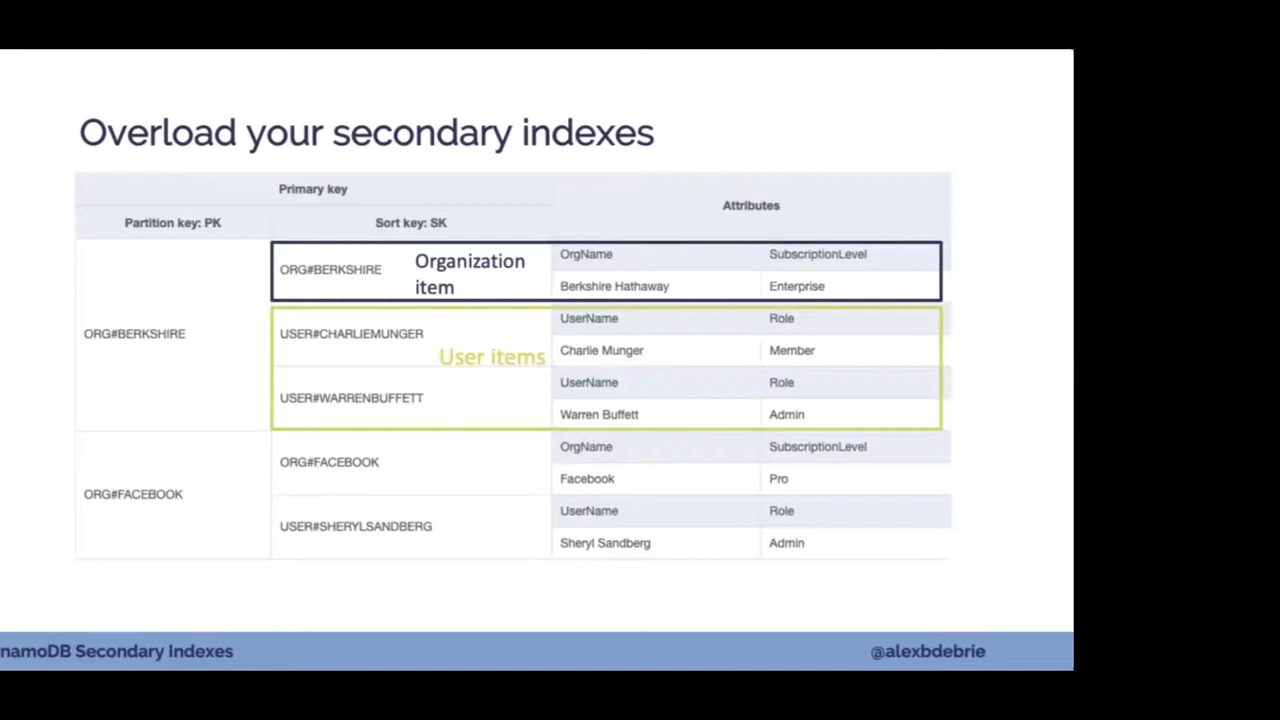 Overload your secondary indexes
Primary key
Attributes
Partition key: PK
Sort key: SK
ORG#BERKSHIRE
ORG#BERKSHIRE
Organization
item
OrgName
SubscriptionLevel
Berkshire Hathaway
Enterprise
USER#CHARLIEMUNGER
User items
UserName
Role
Charlie Munger
Member
USER#WARRENBUFFETT
UserName
Role
Warren Buffett
Admin
ORG#FACEBOOK
ORG#FACEBOOK
OrgName
SubscriptionLevel
Facebook
Pro
USER#SHERYLSANDBERG
UserName
Role
Sheryl Sandberg
Admin
namoDB Secondary Indexes
@alexbdebrie